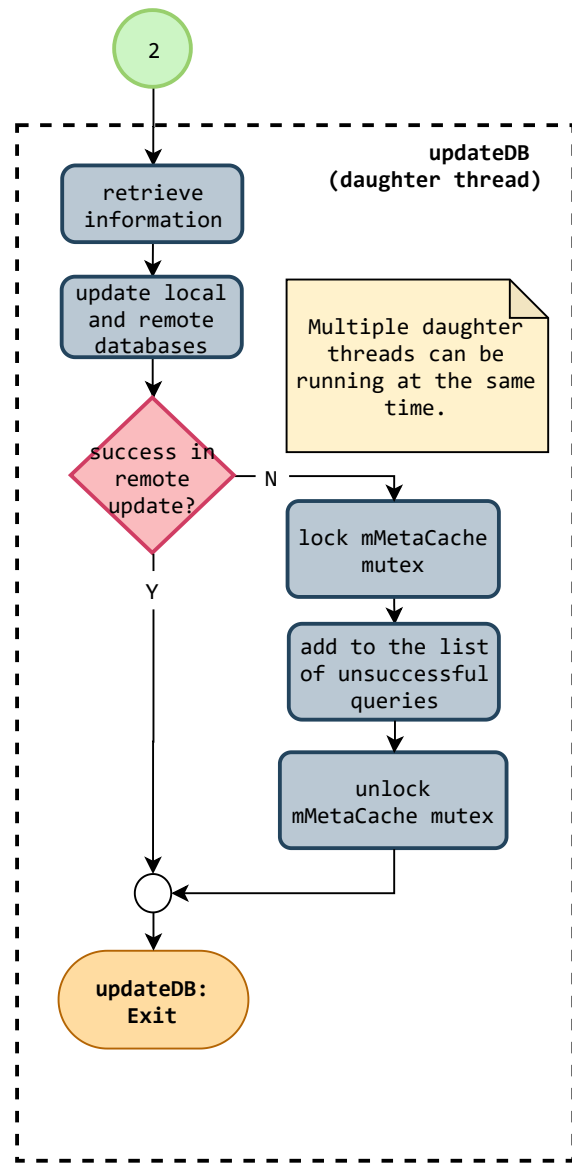 2
updateDB
(daughter thread)
retrieve
information
update local
and remote
databases
Multiple daughter
threads can be
running at the same
time.
success in
remote
update?
N
Y
lock mMetaCache
mutex
add to the list
of unsuccessful
queries
unlock
mMetaCache mutex
updateDB:
Exit